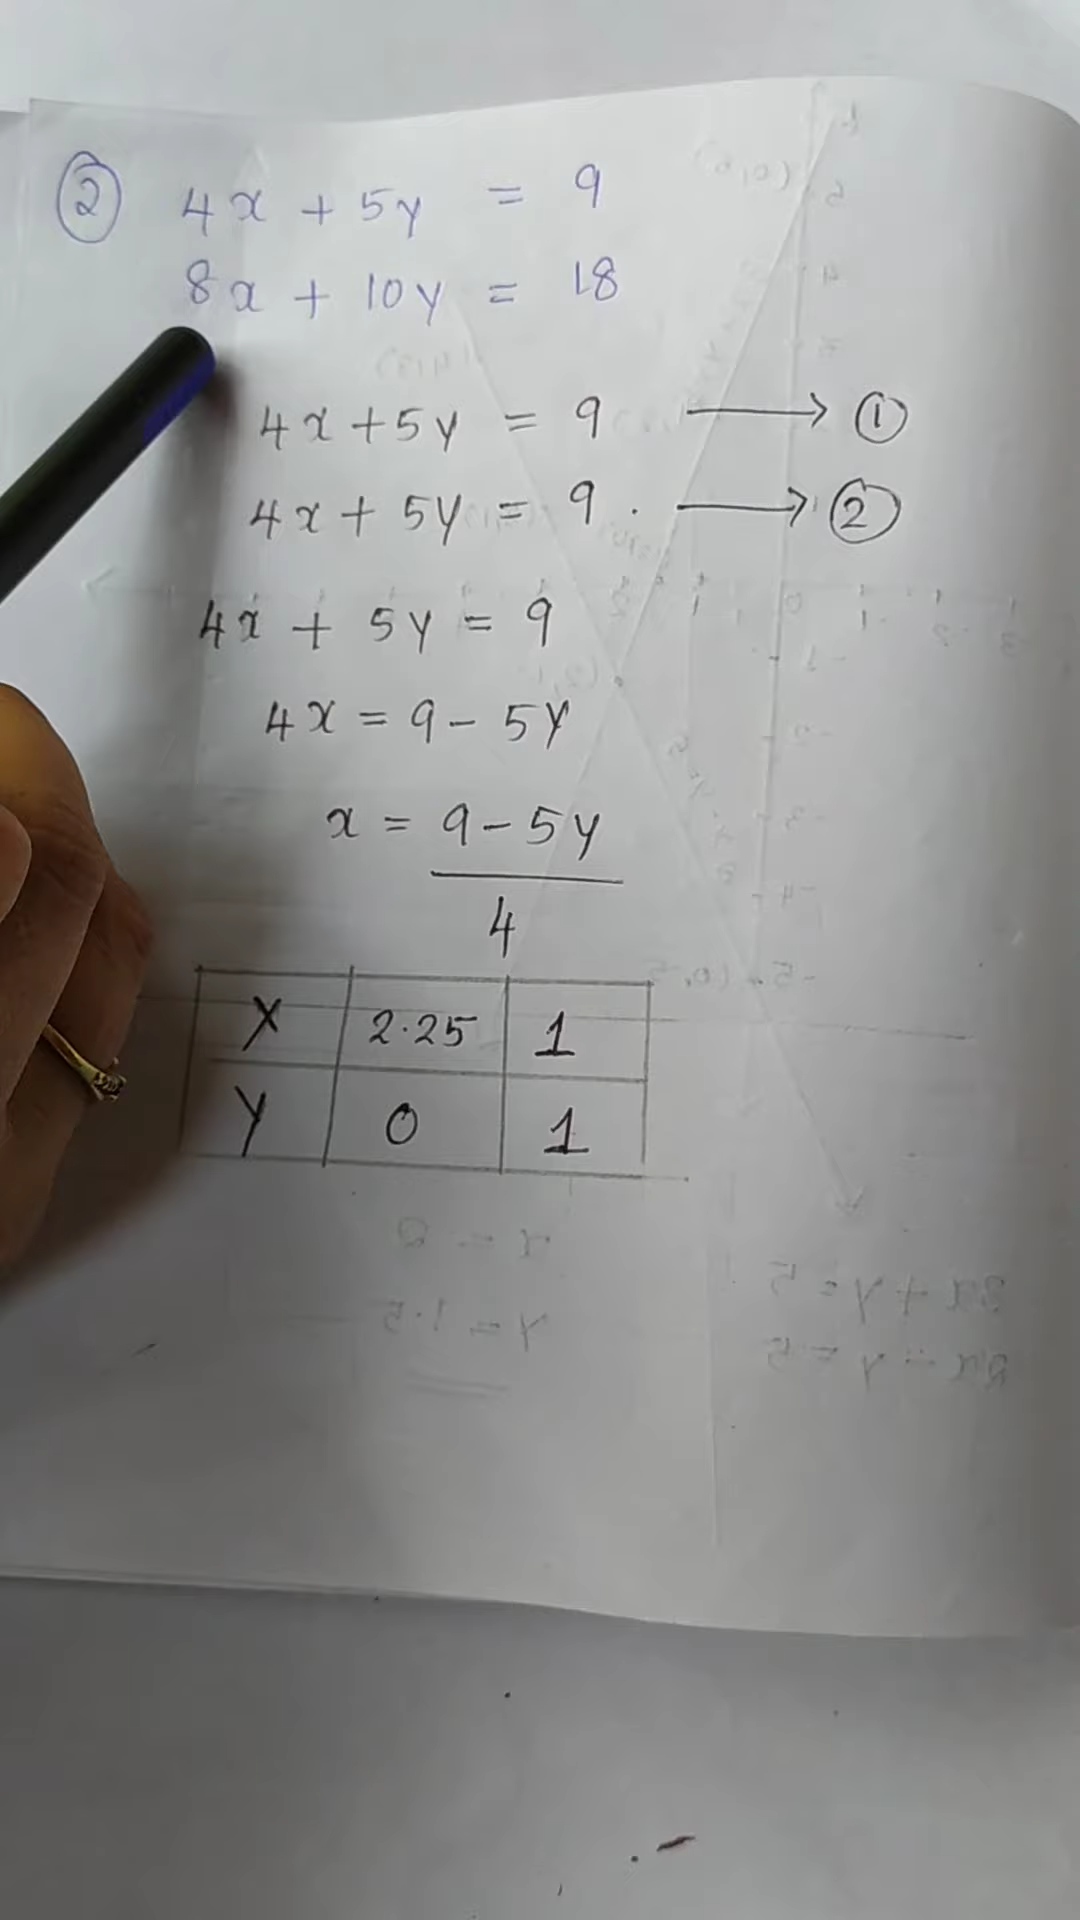 ② 4x + 5y = 9
8x + 10y = 18
4x + 5y = 9 → ①
4x + 5y = 9 . → ②
4x + 5y = 9
4x = 9 - 5y
x = 9 - 5y
4
X 2.25 1
Y 0 1